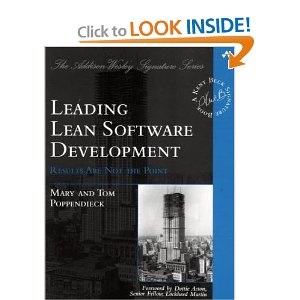 Click to LOOK INSIDE!
The Addison Wesley Signature Series
LEADING
LEAN SOFTWARE
DEVELOPMENT
RESULTS ARE NOT THE POINT
MARY AND TOM
POPPENDIECK
Foreword by Dottie Acton,
Senior Fellow, Lockheed Martin
A KENT BECK
SIGNATURE
BOOK